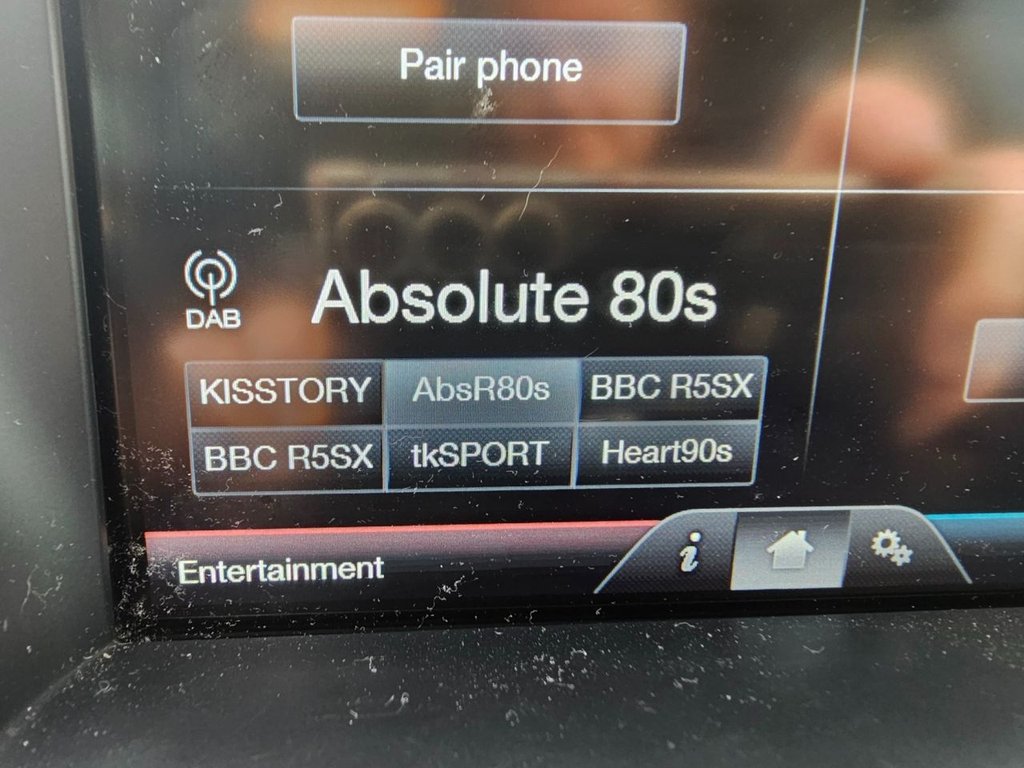 Pair phone
DAB
Absolute 80s
KISSTORY AbsR80s BBC R5SX
BBC R5SX tkSPORT Heart90s
Entertainment
i